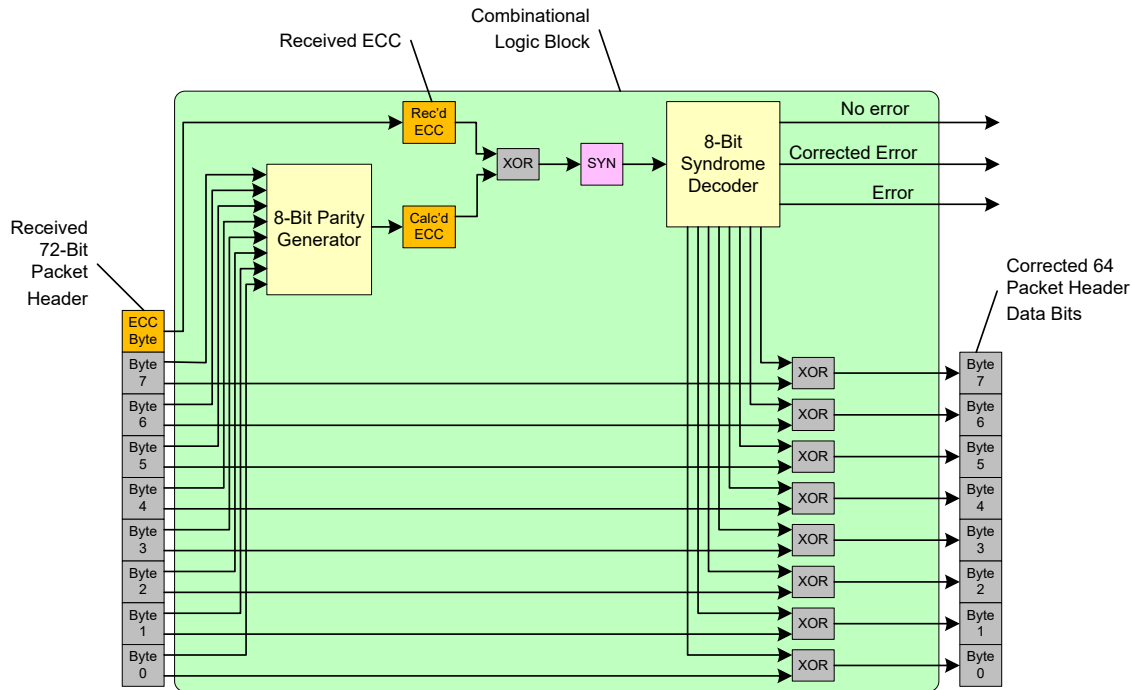 Combinational
Logic Block
Received ECC
Rec'd
ECC
XOR
SYN
8-Bit
Syndrome
Decoder
No error
Corrected Error
Error
8-Bit Parity
Generator
Calc'd
ECC
Received
72-Bit
Packet
Header
Corrected 64
Packet Header
Data Bits
ECC
Byte
Byte
7
XOR
Byte
7
Byte
6
XOR
Byte
6
Byte
5
XOR
Byte
5
Byte
4
XOR
Byte
4
Byte
3
XOR
Byte
3
Byte
2
XOR
Byte
2
Byte
1
XOR
Byte
1
Byte
0
XOR
Byte
0